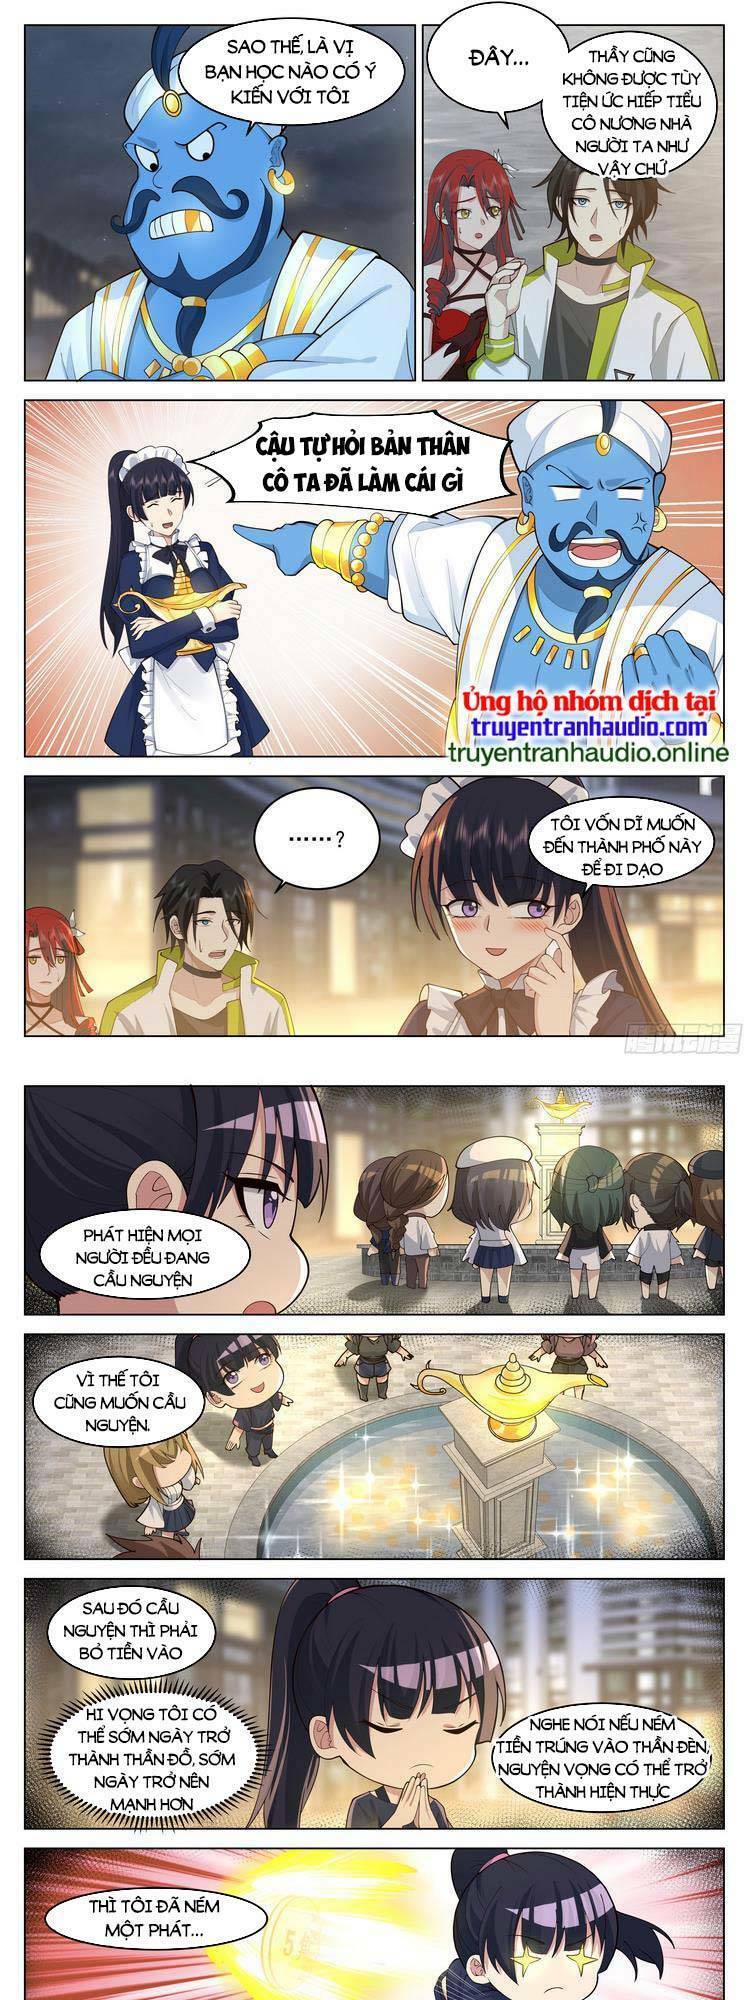 SAO THẾ, LÀ VỊ
BẠN HỌC NÀO CÓ Ý
KIẾN VỚI TÔI
ĐÂY...
THẦY CŨNG
KHÔNG ĐƯỢC TÙY
TIỆN ỨC HIẾP TIỂU
CÔ NƯƠNG NHÀ
NGƯỜI TA NHƯ
VẬY CHỨ
CẬU TỰ HỎI BẢN THÂN
CÔ TA ĐÃ LÀM CÁI GÌ
Ủng hộ nhóm dịch tại
truyentranhaudio.com
truyentranhaudio.online
......?
TÔI VỐN DĨ MUỐN
ĐẾN THÀNH PHỐ NÀY
ĐỂ ĐI DẠO
腾讯动漫
PHÁT HIỆN MỌI
NGƯỜI ĐỀU ĐANG
CẦU NGUYỆN
VÌ THẾ TÔI
CŨNG MUỐN CẦU
NGUYỆN.
SAU ĐÓ CẦU
NGUYỆN THÌ PHẢI
BỎ TIỀN VÀO
HI VỌNG TÔI CÓ
THỂ SỚM NGÀY TRỞ
THÀNH THẦN ĐỒ, SỚM
NGÀY TRỞ NÊN
MẠNH HƠN
NGHE NÓI NẾU NÉM
TIỀN TRÚNG VÀO THẦN ĐÈN,
NGUYỆN VỌNG CÓ THỂ TRỞ
THÀNH HIỆN THỰC
THÌ TÔI ĐÃ NÉM
MỘT PHÁT...
5